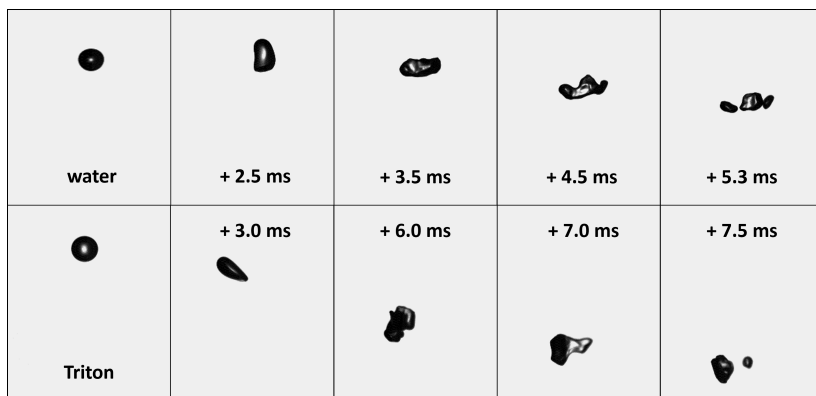 water
+ 2.5 ms
+ 3.5 ms
+ 4.5 ms
+ 5.3 ms
Triton
+ 3.0 ms
+ 6.0 ms
+ 7.0 ms
+ 7.5 ms